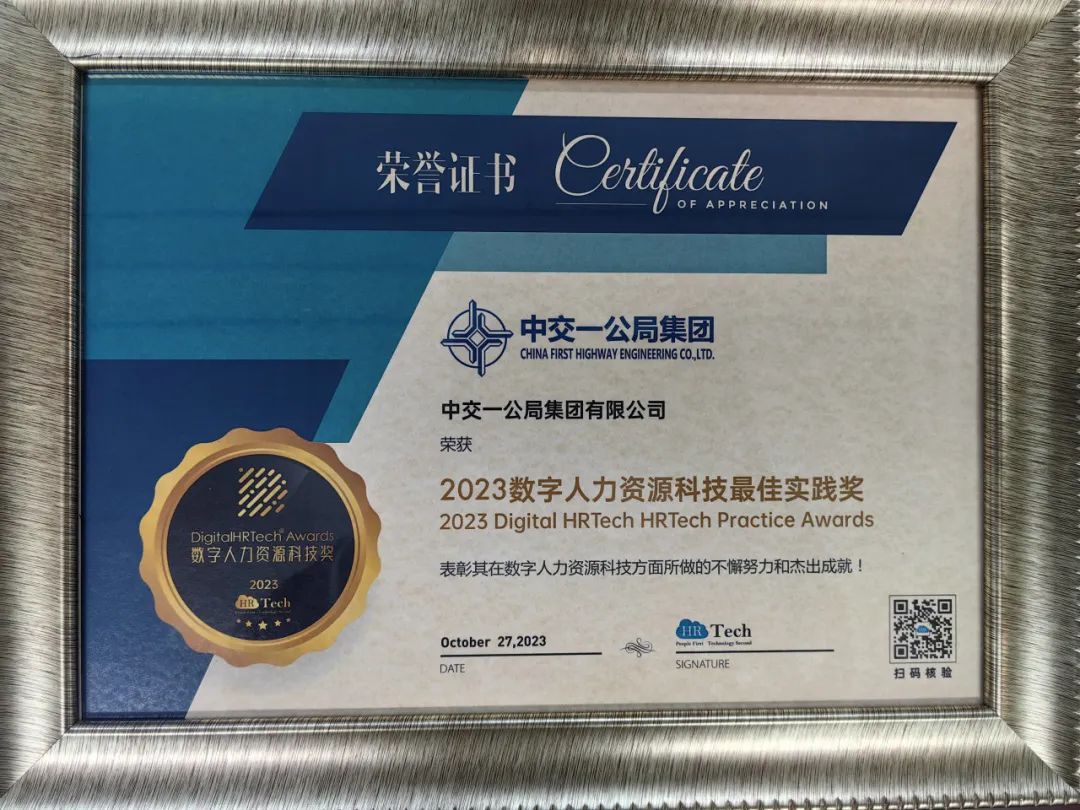 荣誉证书
Certificate
OF APPRECIATION
中交一公局集团
CHINA FIRST HIGHWAY ENGINEERING CO.,LTD.
中交一公局集团有限公司
荣获
2023数字人力资源科技最佳实践奖
2023 Digital HRTech HRTech Practice Awards
表彰其在数字人力资源科技方面所做的不懈努力和杰出成就！
DigitalHRTech® Awards
数字人力资源科技奖
2023
HR Tech
October 27,2023
DATE
HR Tech
People First Technology Second
SIGNATURE
扫码核验